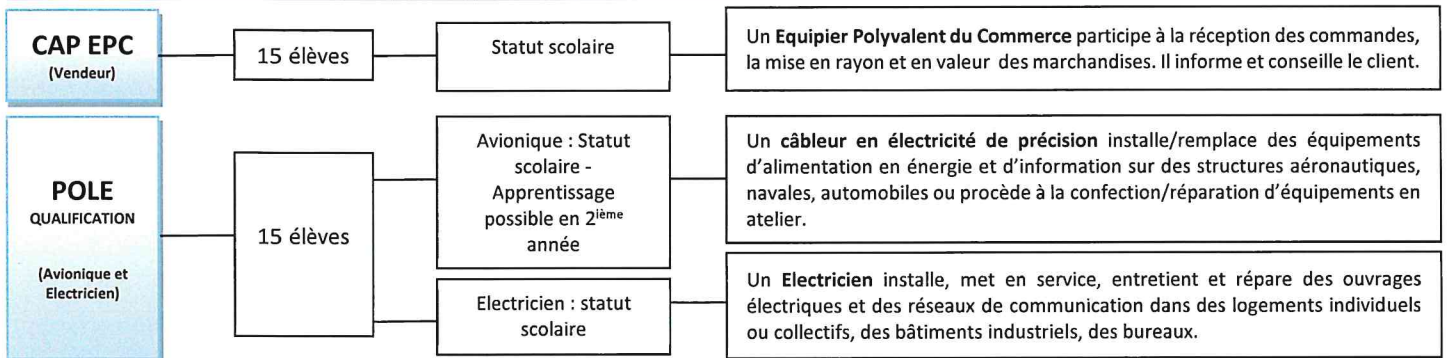 CAP EPC
(Vendeur)
15 élèves
Statut scolaire
Un Equipier Polyvalent du Commerce participe à la réception des commandes,
la mise en rayon et en valeur des marchandises. Il informe et conseille le client.
POLE
QUALIFICATION
(Avionique et
Electricien)
15 élèves
Avionique : Statut
scolaire -
Apprentissage
possible en 2ième
année
Un câbleur en électricité de précision installe/remplace des équipements
d'alimentation en énergie et d'information sur des structures aéronautiques,
navales, automobiles ou procède à la confection/réparation d'équipements en
atelier.
Electricien : statut
scolaire
Un Electricien installe, met en service, entretient et répare des ouvrages
électriques et des réseaux de communication dans des logements individuels
ou collectifs, des bâtiments industriels, des bureaux.